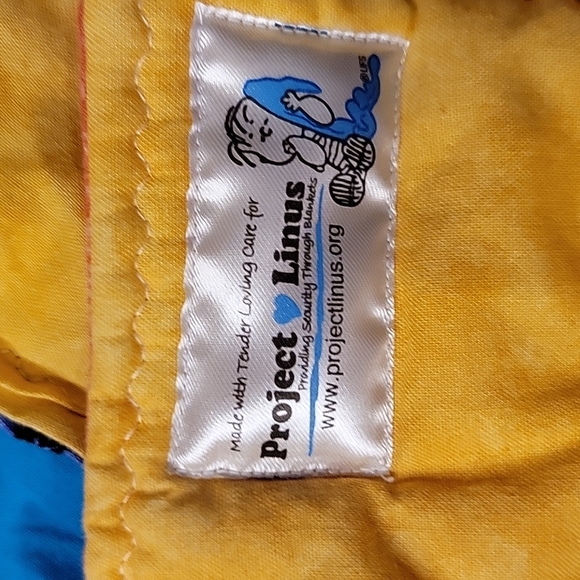 Made with Tender Loving Care for
Project Linus
Providing Security Through Blankets
www.projectlinus.org